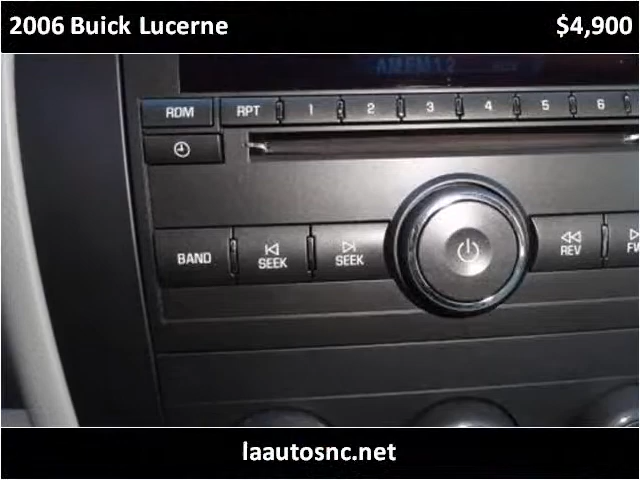 2006 Buick Lucerne $4,900
RDM RPT 1 2 3 4 5 6
BAND SEEK SEEK REV
laautosnc.net